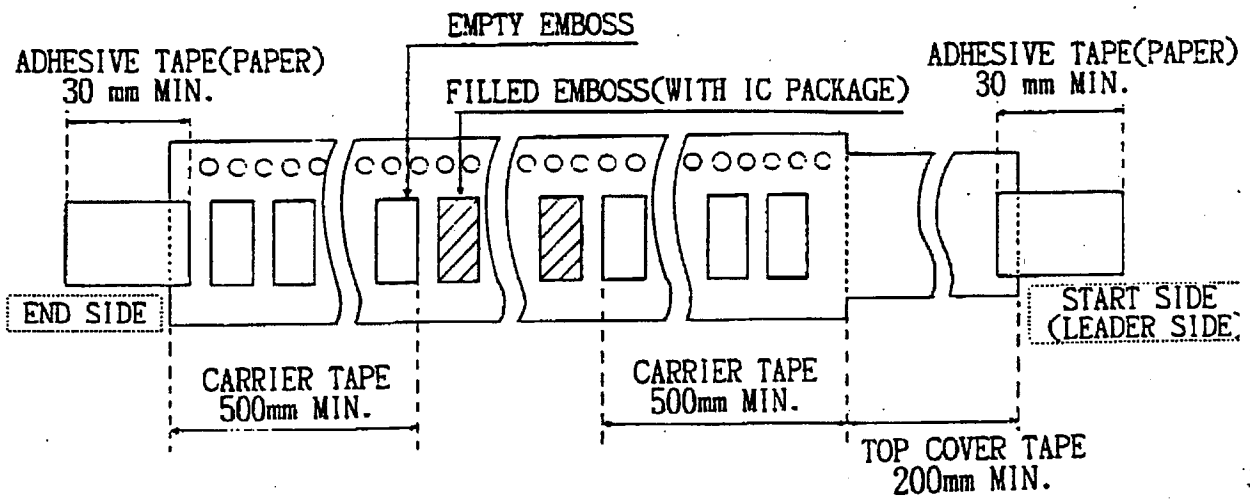 EMPTY EMBOSS
ADHESIVE TAPE(PAPER)
30 mm MIN.
FILLED EMBOSS(WITH IC PACKAGE)
ADHESIVE TAPE(PAPER)
30 mm MIN.
END SIDE
START SIDE
(LEADER SIDE)
CARRIER TAPE
500mm MIN.
CARRIER TAPE
500mm MIN.
TOP COVER TAPE
200mm MIN.